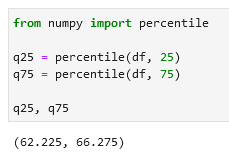 from numpy import percentile
q25 = percentile(df, 25)
q75 = percentile(df, 75)
q25, q75
(62.225, 66.275)